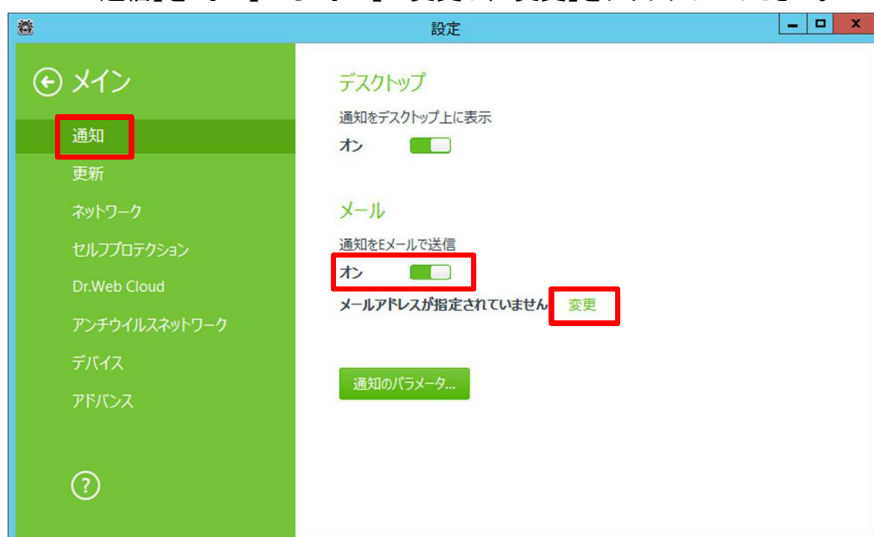 設定
メイン
通知
更新
ネットワーク
セルフプロテクション
Dr.Web Cloud
アンチウイルスネットワーク
デバイス
アドバンス
?
デスクトップ
通知をデスクトップ上に表示
オン
メール
通知をEメールで送信
オン
メールアドレスが指定されていません 変更
通知のパラメータ...